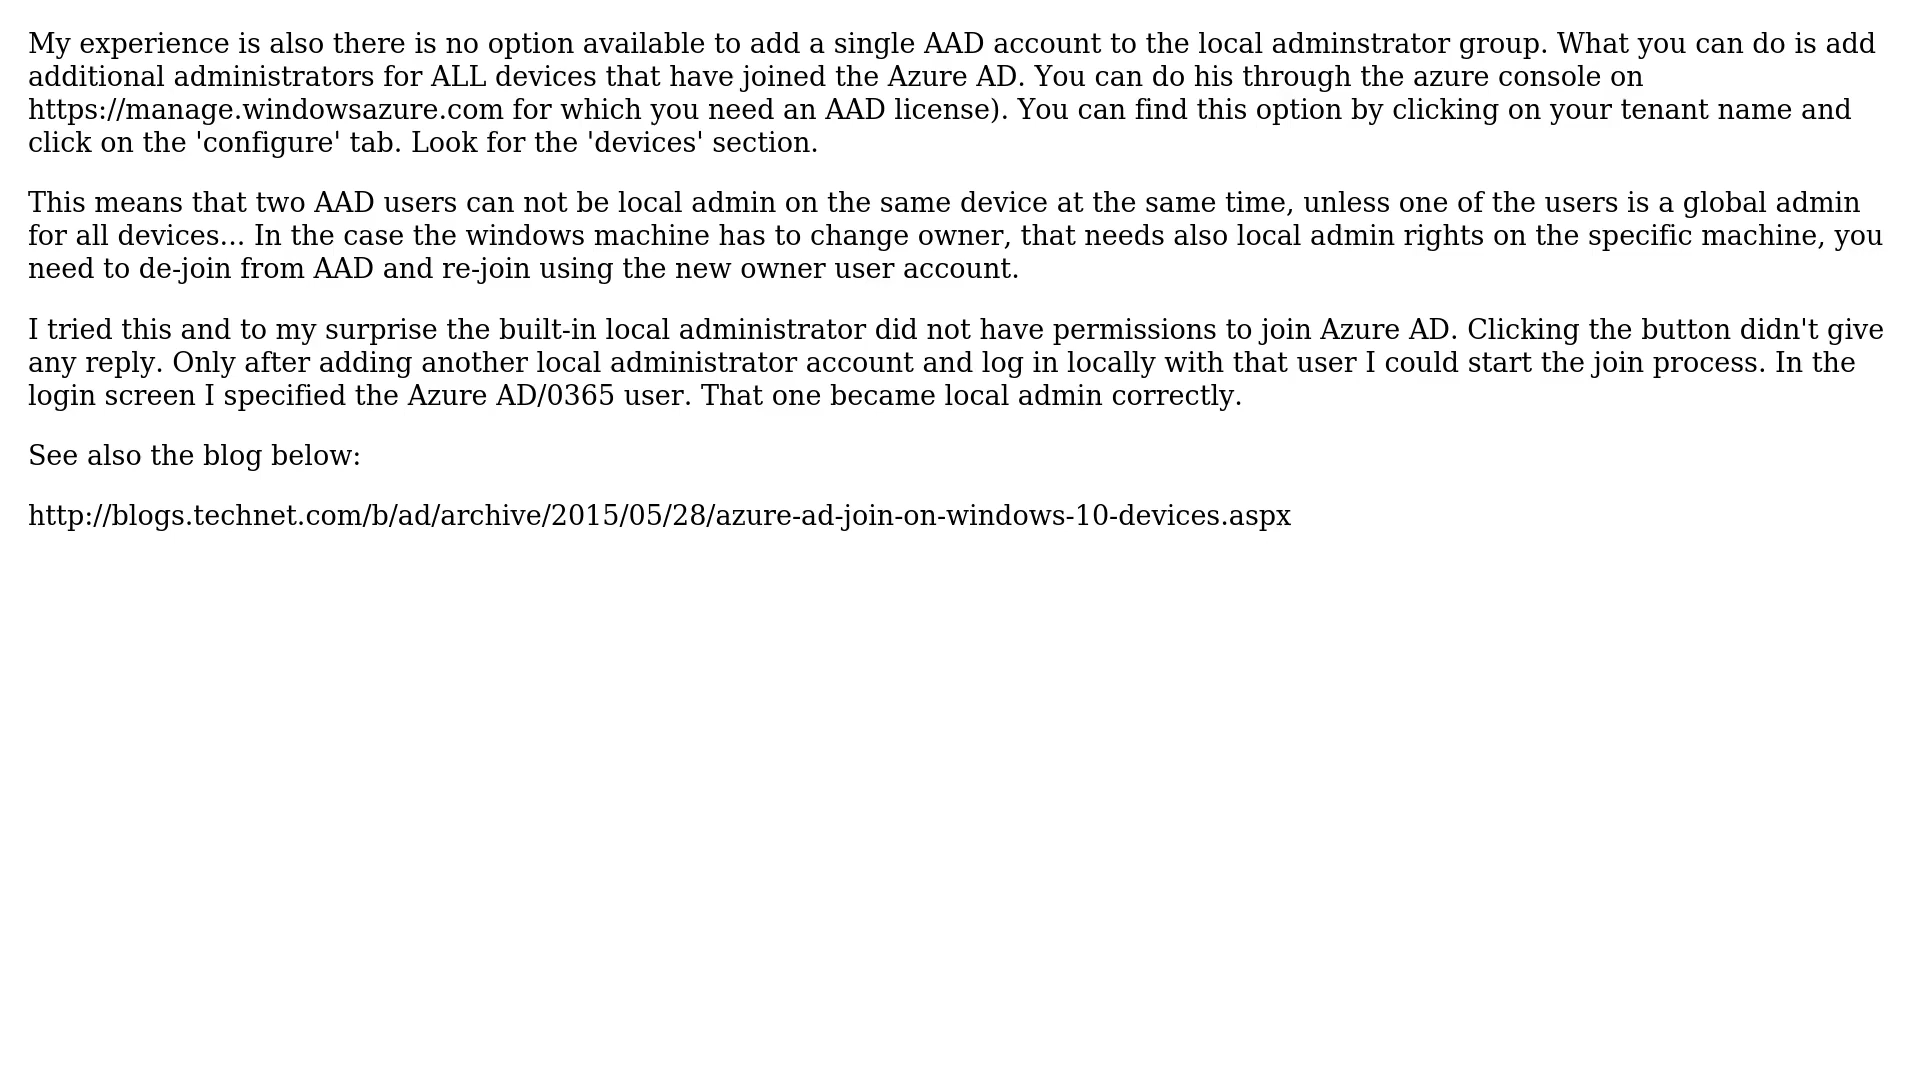 My experience is also there is no option available to add a single AAD account to the local adminstrator group. What you can do is add
additional administrators for ALL devices that have joined the Azure AD. You can do his through the azure console on
https://manage.windowsazure.com for which you need an AAD license). You can find this option by clicking on your tenant name and
click on the 'configure' tab. Look for the 'devices' section.
This means that two AAD users can not be local admin on the same device at the same time, unless one of the users is a global admin
for all devices... In the case the windows machine has to change owner, that needs also local admin rights on the specific machine, you
need to de-join from AAD and re-join using the new owner user account.
I tried this and to my surprise the built-in local administrator did not have permissions to join Azure AD. Clicking the button didn't give
any reply. Only after adding another local administrator account and log in locally with that user I could start the join process. In the
login screen I specified the Azure AD/0365 user. That one became local admin correctly.
See also the blog below:
http://blogs.technet.com/b/ad/archive/2015/05/28/azure-ad-join-on-windows-10-devices.aspx